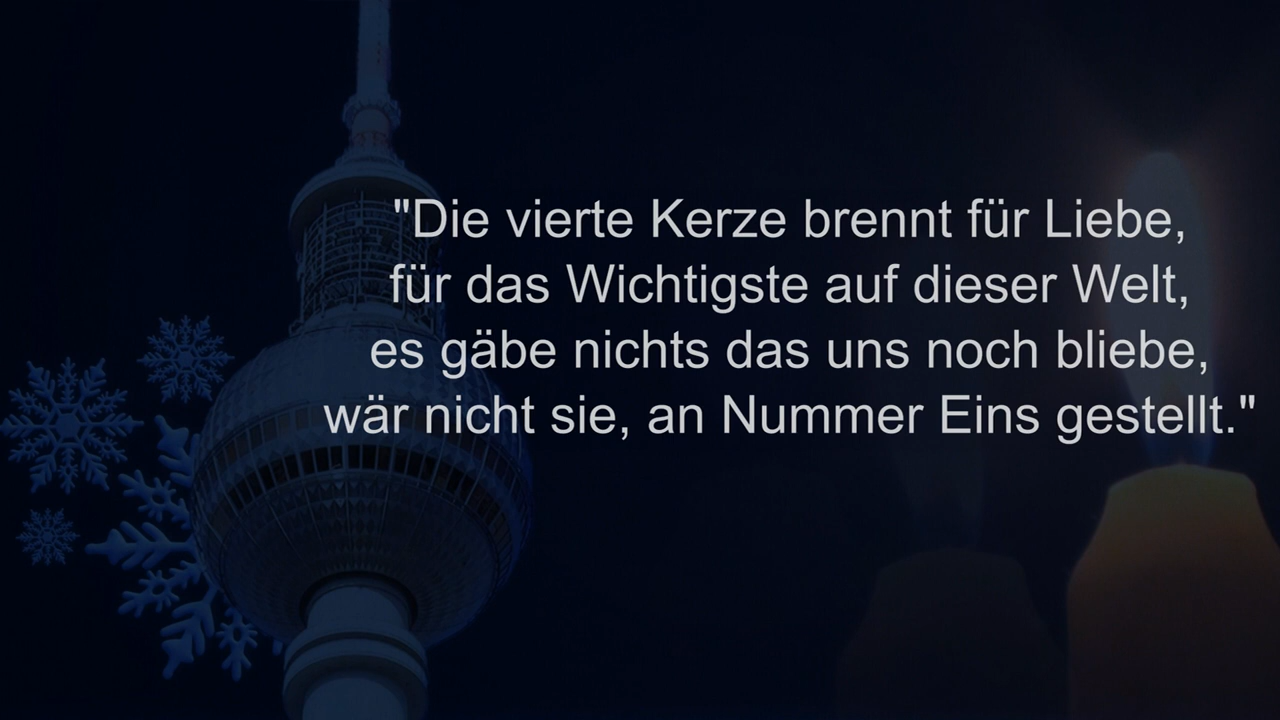 "Die vierte Kerze brennt für Liebe,
für das Wichtigste auf dieser Welt,
es gäbe nichts das uns noch bliebe,
wär nicht sie, an Nummer Eins gestellt."